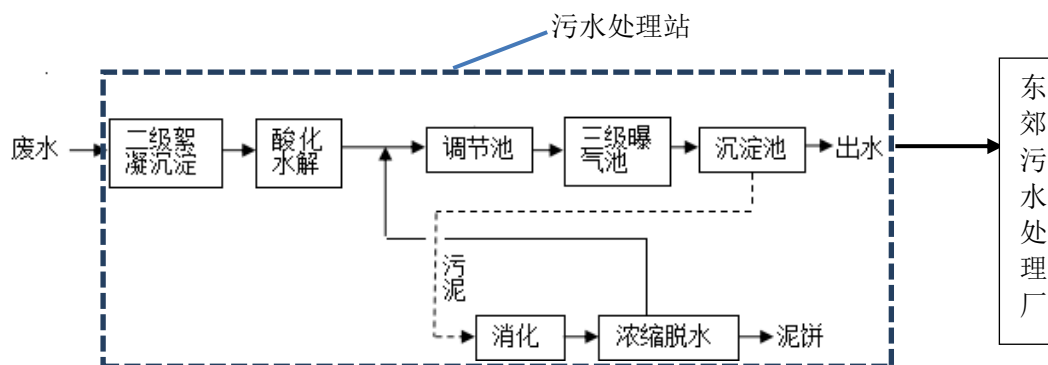 污水处理站
废水
二级絮
凝沉淀
酸化
水解
调节池
三级曝
气池
沉淀池
出水
东
郊
污
水
处
理
厂
污
泥
消化
浓缩脱水
泥饼